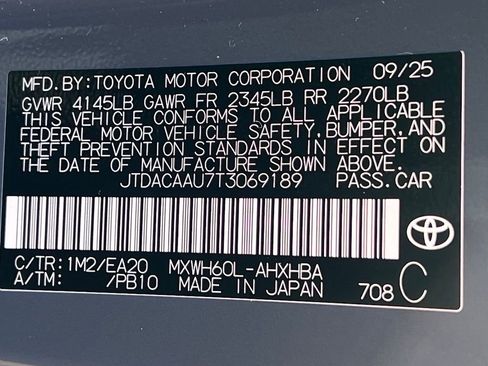 MFD.BY:TOYOTA MOTOR CORPORATION 09/25
GVWR 4145LB GAWR FR 2345LB RR 2270LB
THIS VEHICLE CONFORMS TO ALL APPLICABLE
FEDERAL MOTOR VEHICLE SAFETY,BUMPER,AND
THEFT PREVENTION STANDARDS IN EFFECT ON
THE DATE OF MANUFACTURE SHOWN ABOVE.
JTDACAAU7T3069189 PASS.CAR
TOYOTA
C/TR:1M2/EA20 MXWH60L-AHXHBA
A/TM: /PB10 MADE IN JAPAN 708 C